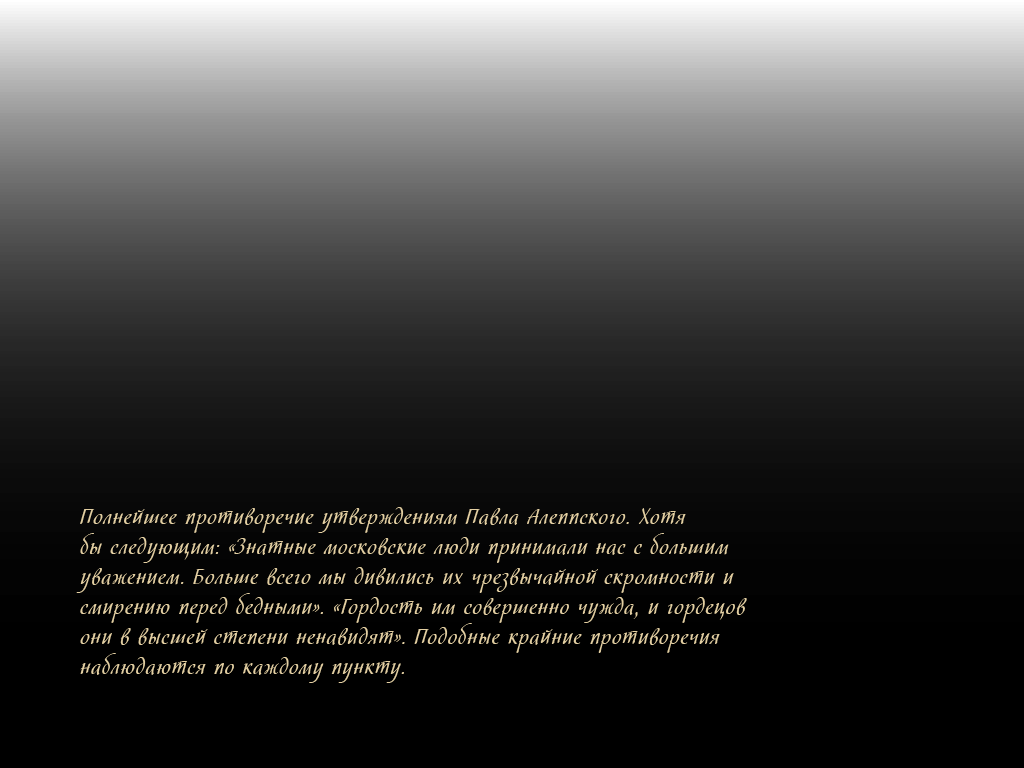 Полнейшее противоречие утверждениям Павла Алеппского. Хотя
бы следующим: «Знатные московские люди принимали нас с большим
уважением. Больше всего мы дивились их чрезвычайной скромности и
смирению перед бедными». «Гордость им совершенно чужда, и гордецов
они в высшей степени ненавидят». Подобные крайние противоречия
наблюдаются по каждому пункту.